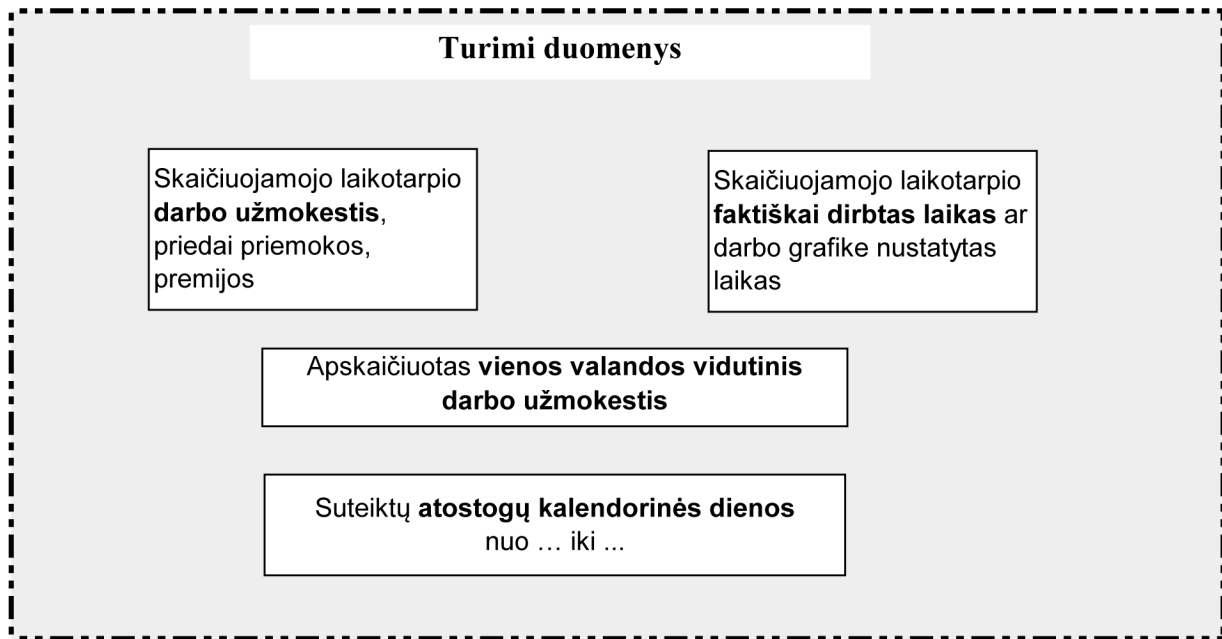 Turimi duomenys
Skaičiuojamojo laikotarpio
darbo užmokestis,
priedai priemokos,
premijos
Skaičiuojamojo laikotarpio
faktiškai dirbtas laikas ar
darbo grafike nustatytas
laikas
Apskaičiuotas vienos valandos vidutinis
darbo užmokestis
Suteiktų atostogų kalendorinės dienos
nuo … iki ...